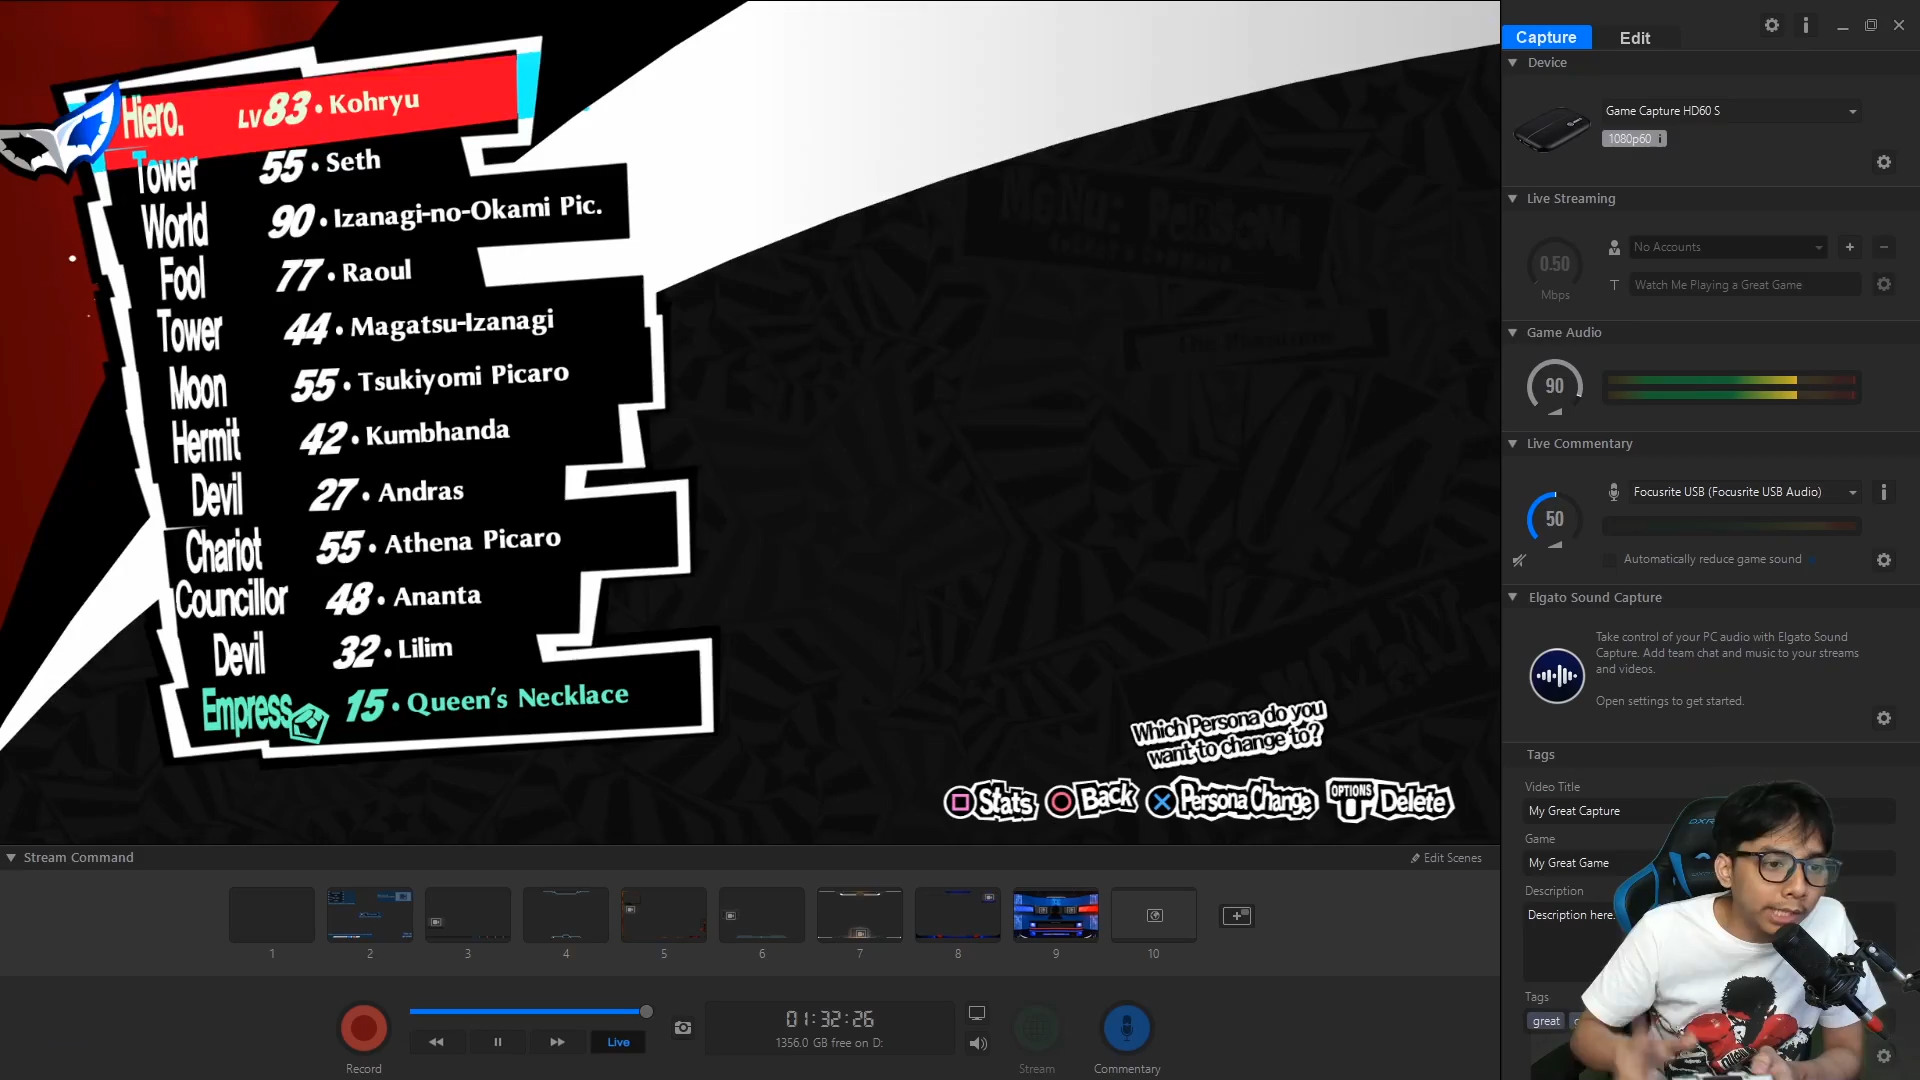 Hiero. LV83 • Kohryu
Tower 55 • Seth
World 90 • Izanagi-no-Okami Pic.
Fool 77 • Raoul
Tower 44 • Magatsu-Izanagi
Moon 55 • Tsukiyomi Picaro
Hermit 42 • Kumbhanda
Devil 27 • Andras
Chariot 55 • Athena Picaro
Councillor 48 • Ananta
Devil 32 • Lilim
Empress 15 • Queen's Necklace
Which Persona do you
want to change to?
Stats Back Persona Change OPTIONS Delete
Capture Edit
Device
Game Capture HD60 S
1080p60 i
Live Streaming
0.50
Mbps
No Accounts
T Watch Me Playing a Great Game
Game Audio
90
Live Commentary
50
Focusrite USB (Focusrite USB Audio)
Automatically reduce game sound
Elgato Sound Capture
Take control of your PC audio with Elgato Sound
Capture. Add team chat and music to your streams
and videos.
Open settings to get started.
Tags
Video Title
My Great Capture
Game
My Great Game
Description
Description here.
Tags
great
Stream Command
Edit Scenes
1 2 3 4 5 6 7 8 9 10
Record
Live
01:32:26
1356.0 GB free on D:
Stream
Commentary